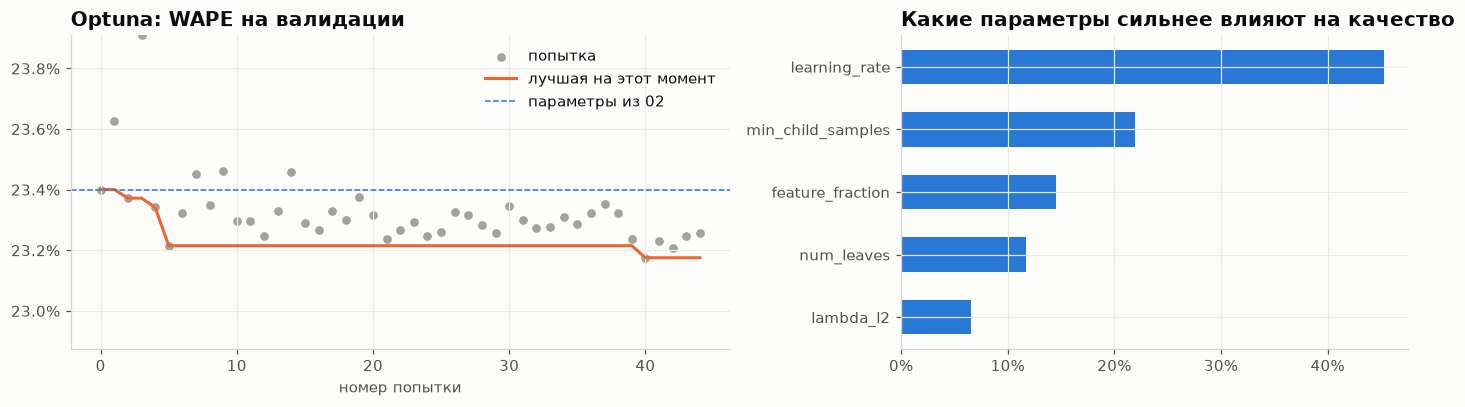 Optuna: WAPE на валидации
23.8%
23.6%
23.4%
23.2%
23.0%
попытка
лучшая на этот момент
параметры из 02
0
10
20
30
40
номер попытки
Какие параметры сильнее влияют на качество
learning_rate
min_child_samples
feature_fraction
num_leaves
lambda_l2
0%
10%
20%
30%
40%